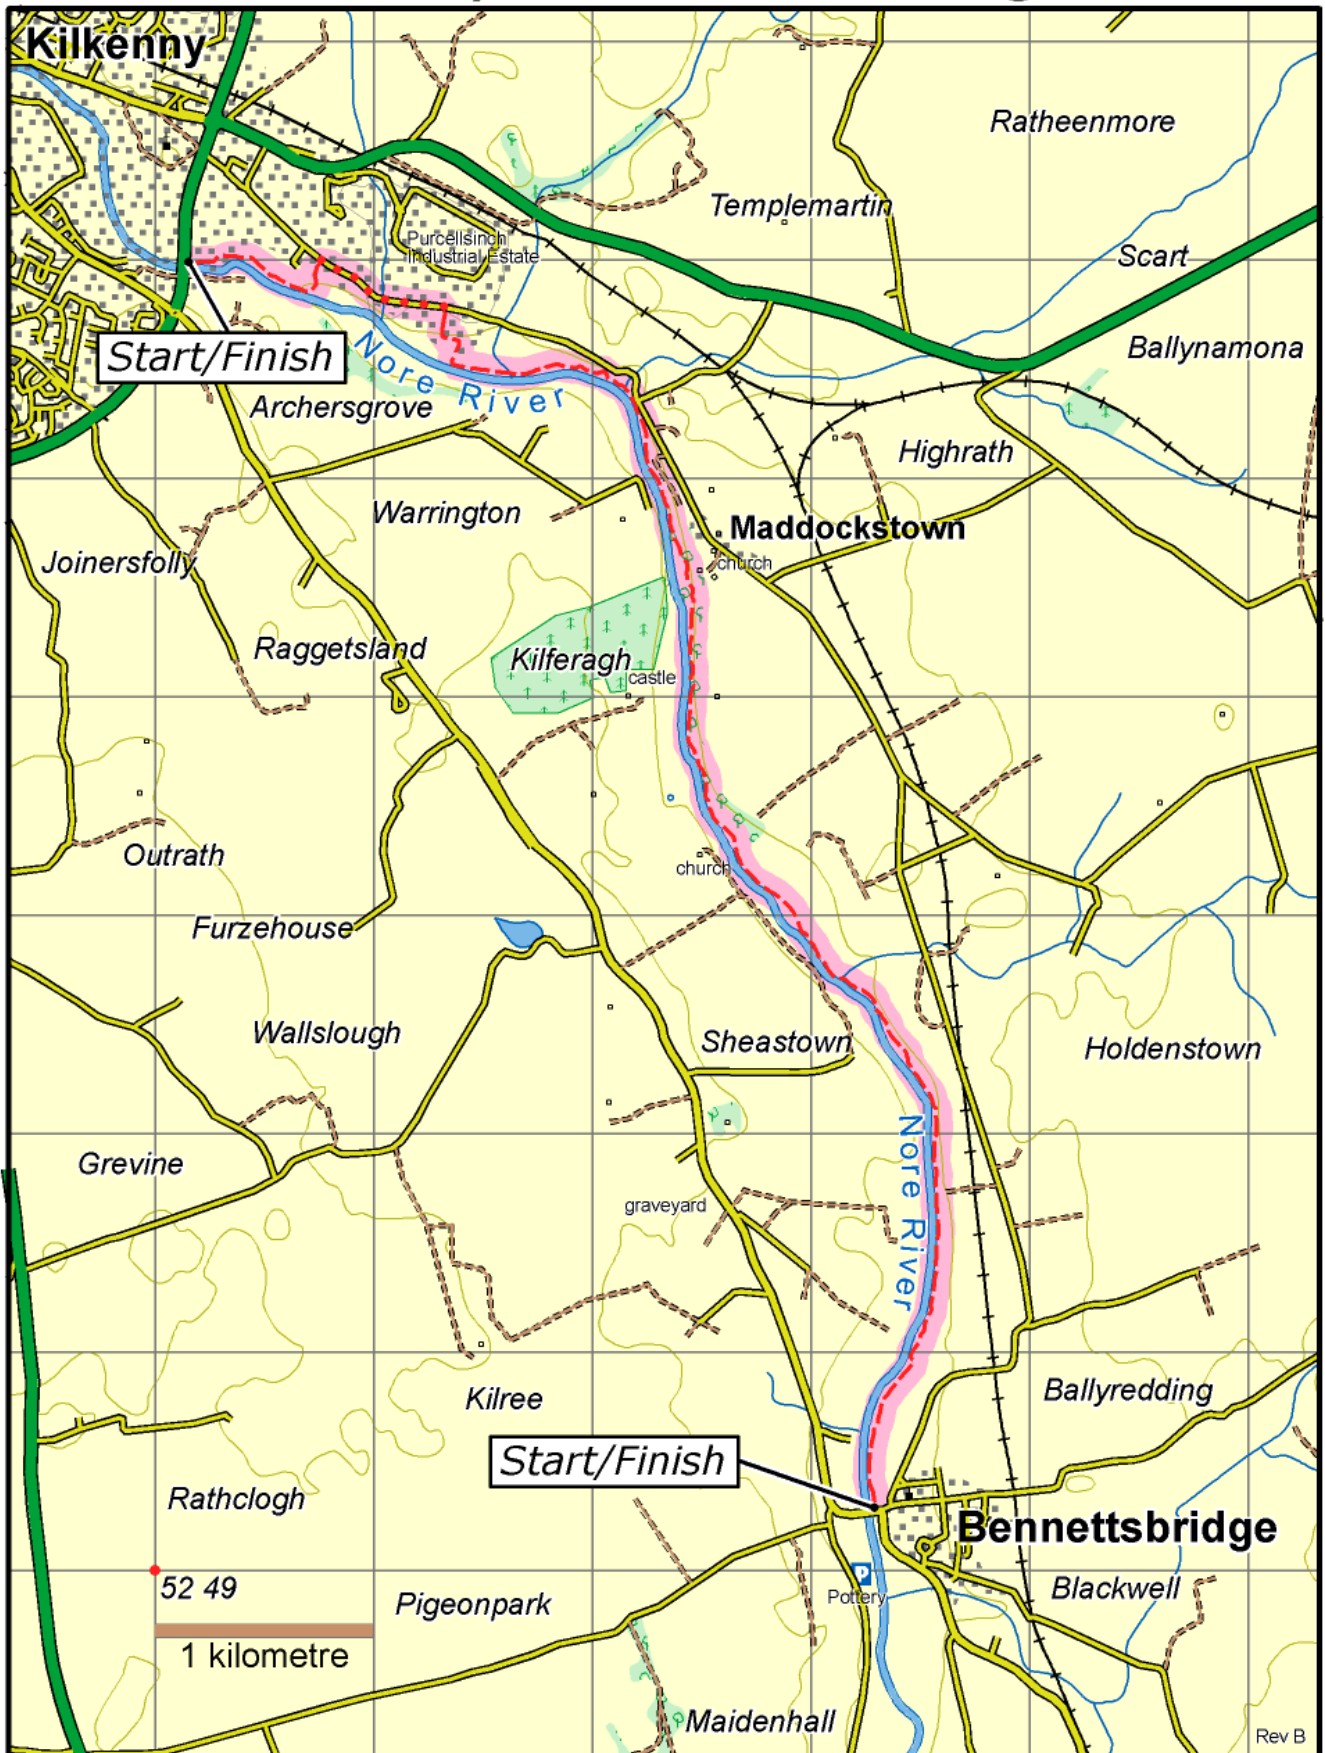 Kilkenny
Ratheenmore
Templemartin
Purcellsinch
Industrial Estate
Scart
Start/Finish
Nore River
Ballynamona
Archersgrove
Highrath
Warrington
Maddockstown
Joinersfolly
church
Raggetsland
Kilferagh
castle
Outrath
church
Furzehouse
Wallslough
Sheastown
Holdenstown
Grevine
Nore River
graveyard
Kilree
Ballyredding
Start/Finish
Rathclogh
Bennettsbridge
52 49
Pigeonpark
P
Pottery
Blackwell
1 kilometre
Maidenhall
Rev B